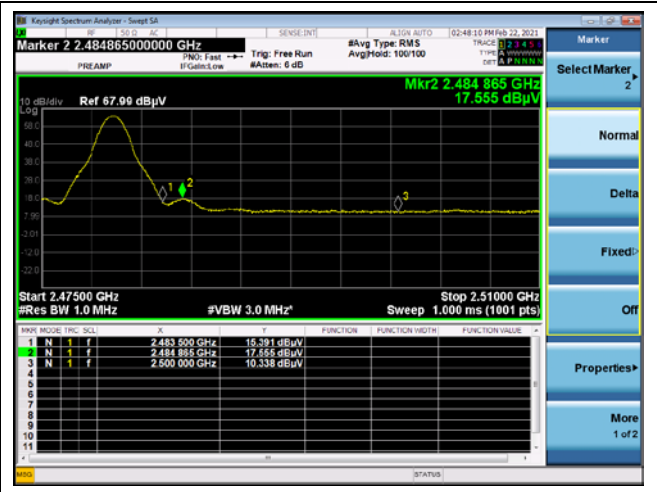 Keysight Spectrum Analyzer - Swept SA
RF 50 Ω AC SENSE:INT ALIGN AUTO 02:48:10 PM Feb 22, 2021
Marker 2 2.484865000000 GHz
#Avg Type: RMS TRACE 1 2 3 4 5 6
PNO: Fast Trig: Free Run Avg|Hold: 100/100 TYPE A WWWWW
PREAMP IFGain:Low #Atten: 6 dB DET A P N N N N
Mkr2 2.484 865 GHz
10 dB/div Ref 67.99 dBµV 17.555 dBµV
Log
58.0
48.0
38.0
28.0
18.0
7.99
-2.01
-12.0
-22.0
1
2
3
Start 2.47500 GHz Stop 2.51000 GHz
#Res BW 1.0 MHz #VBW 3.0 MHz* Sweep 1.000 ms (1001 pts)
MKR MODE TRC SCL X Y FUNCTION FUNCTION WIDTH FUNCTION VALUE
1 N 1 f 2.483 500 GHz 15.391 dBµV
2 N 1 f 2.484 865 GHz 17.555 dBµV
3 N 1 f 2.500 000 GHz 10.338 dBµV
4
5
6
7
8
9
10
11
MSG STATUS
Marker
Select Marker
2
Normal
Delta
Fixed
Off
Properties
More
1 of 2